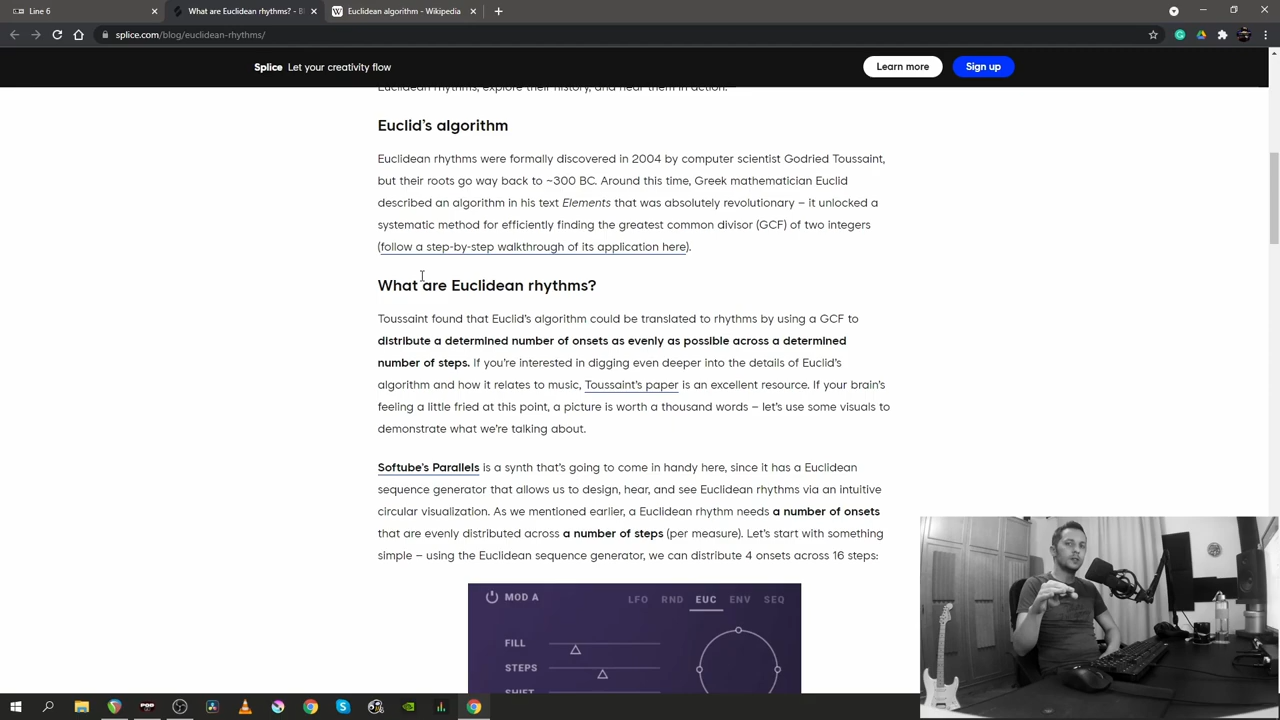 Line 6
What are Euclidean rhythms? - Bl
Euclidean algorithm - Wikipedia
splice.com/blog/euclidean-rhythms/
Splice Let your creativity flow
Learn more
Sign up
Euclidean rhythms, explore their history, and hear them in action.
Euclid's algorithm
Euclidean rhythms were formally discovered in 2004 by computer scientist Godried Toussaint,
but their roots go way back to ~300 BC. Around this time, Greek mathematician Euclid
described an algorithm in his text Elements that was absolutely revolutionary – it unlocked a
systematic method for efficiently finding the greatest common divisor (GCF) of two integers
(follow a step-by-step walkthrough of its application here).
What are Euclidean rhythms?
Toussaint found that Euclid's algorithm could be translated to rhythms by using a GCF to
distribute a determined number of onsets as evenly as possible across a determined
number of steps. If you're interested in digging even deeper into the details of Euclid's
algorithm and how it relates to music, Toussaint's paper is an excellent resource. If your brain's
feeling a little fried at this point, a picture is worth a thousand words – let's use some visuals to
demonstrate what we're talking about.
Softube's Parallels is a synth that's going to come in handy here, since it has a Euclidean
sequence generator that allows us to design, hear, and see Euclidean rhythms via an intuitive
circular visualization. As we mentioned earlier, a Euclidean rhythm needs a number of onsets
that are evenly distributed across a number of steps (per measure). Let's start with something
simple – using the Euclidean sequence generator, we can distribute 4 onsets across 16 steps:
MOD A
LFO RND EUC ENV SEQ
FILL
STEPS
SHIFT